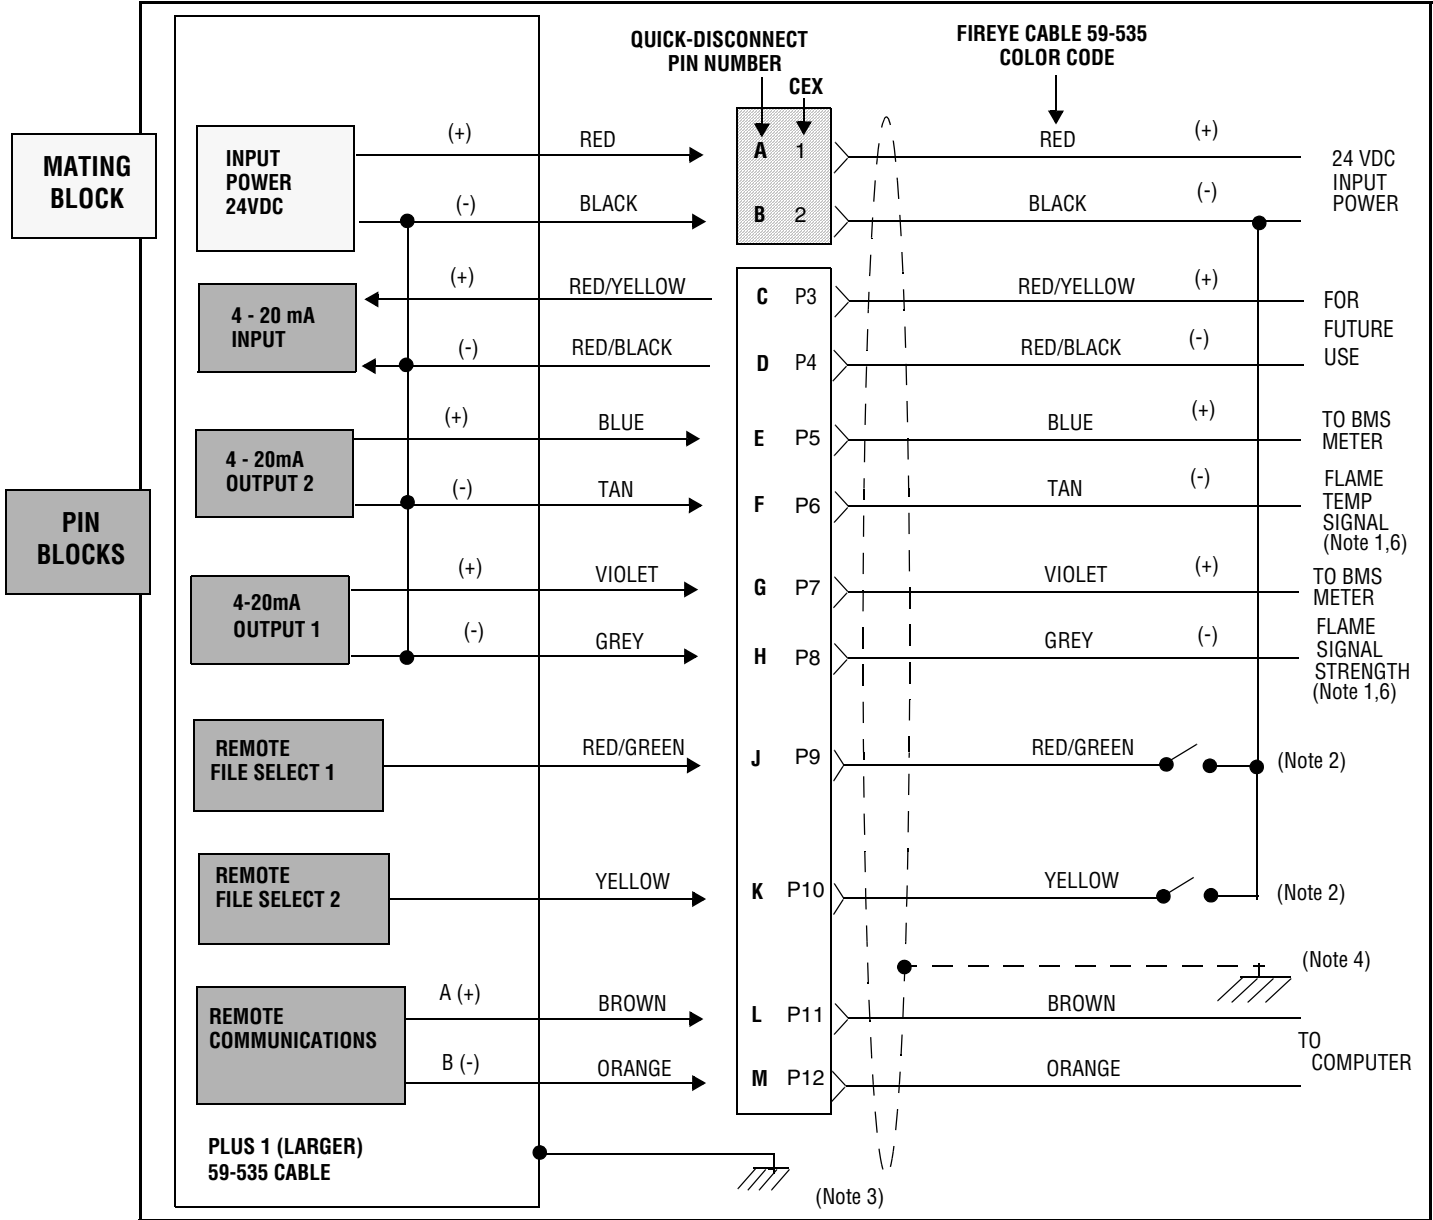 QUICK-DISCONNECT
PIN NUMBER
CEX
FIREYE CABLE 59-535
COLOR CODE
MATING
BLOCK
PIN
BLOCKS
INPUT
POWER
24VDC
(+)
RED
A 1
RED
(+)
(-)
BLACK
B 2
BLACK
(-)
24 VDC
INPUT
POWER
4 - 20 mA
INPUT
(+)
RED/YELLOW
C P3
RED/YELLOW
(+)
(-)
RED/BLACK
D P4
RED/BLACK
(-)
FOR
FUTURE
USE
4 - 20mA
OUTPUT 2
(+)
BLUE
E P5
BLUE
(+)
TO BMS
METER
(-)
TAN
F P6
TAN
(-)
FLAME
TEMP
SIGNAL
(Note 1,6)
4-20mA
OUTPUT 1
(+)
VIOLET
G P7
VIOLET
(+)
TO BMS
METER
(-)
GREY
H P8
GREY
(-)
FLAME
SIGNAL
STRENGTH
(Note 1,6)
REMOTE
FILE SELECT 1
RED/GREEN
J P9
RED/GREEN
(Note 2)
REMOTE
FILE SELECT 2
YELLOW
K P10
YELLOW
(Note 2)
(Note 4)
REMOTE
COMMUNICATIONS
A (+)
BROWN
L P11
BROWN
B (-)
ORANGE
M P12
ORANGE
TO
COMPUTER
PLUS 1 (LARGER)
59-535 CABLE
(Note 3)